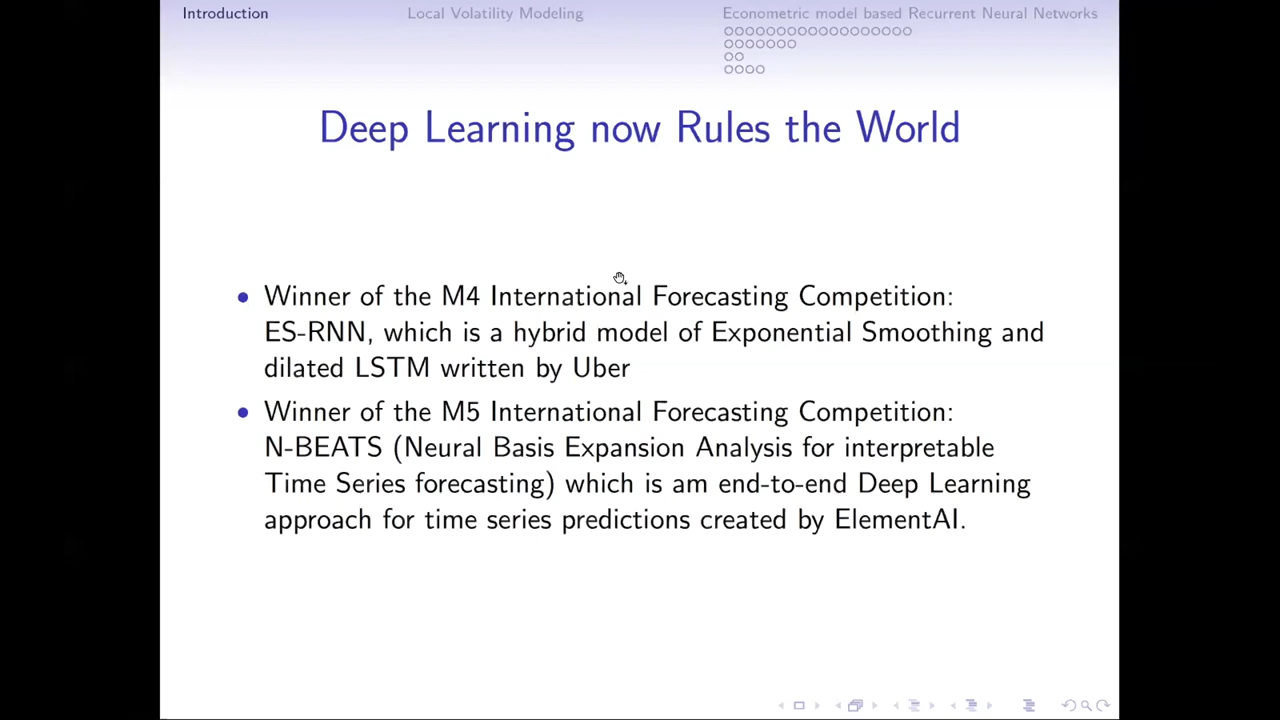 Introduction
Local Volatility Modeling
Econometric model based Recurrent Neural Networks
Deep Learning now Rules the World
Winner of the M4 International Forecasting Competition:
ES-RNN, which is a hybrid model of Exponential Smoothing and
dilated LSTM written by Uber
Winner of the M5 International Forecasting Competition:
N-BEATS (Neural Basis Expansion Analysis for interpretable
Time Series forecasting) which is am end-to-end Deep Learning
approach for time series predictions created by ElementAI.